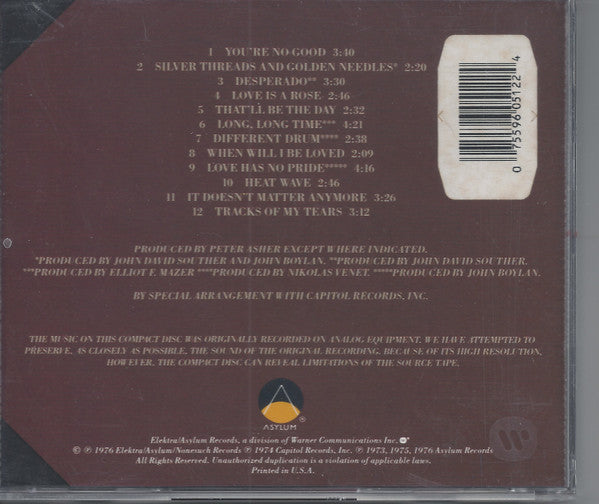 1 YOU'RE NO GOOD 3:40
2 SILVER THREADS AND GOLDEN NEEDLES* 2:20
3 DESPERADO** 3:30
4 LOVE IS A ROSE 2:46
5 THAT'LL BE THE DAY 2:32
6 LONG, LONG TIME*** 4:21
7 DIFFERENT DRUM**** 2:38
8 WHEN WILL I BE LOVED 2:09
9 LOVE HAS NO PRIDE***** 4:16
10 HEAT WAVE 2:46
11 IT DOESN'T MATTER ANYMORE 3:26
12 TRACKS OF MY TEARS 3:12
0 75596 05122 4
PRODUCED BY PETER ASHER EXCEPT WHERE INDICATED.
*PRODUCED BY JOHN DAVID SOUTHER AND JOHN BOYLAN. **PRODUCED BY JOHN DAVID SOUTHER.
***PRODUCED BY ELLIOT F. MAZER ****PRODUCED BY NIKOLAS VENET. *****PRODUCED BY JOHN BOYLAN.
BY SPECIAL ARRANGEMENT WITH CAPITOL RECORDS, INC.
THE MUSIC ON THIS COMPACT DISC WAS ORIGINALLY RECORDED ON ANALOG EQUIPMENT. WE HAVE ATTEMPTED TO
PRESERVE, AS CLOSELY AS POSSIBLE, THE SOUND OF THE ORIGINAL RECORDING. BECAUSE OF ITS HIGH RESOLUTION,
HOWEVER, THE COMPACT DISC CAN REVEAL LIMITATIONS OF THE SOURCE TAPE.
ASYLUM ®
Elektra/Asylum Records, a division of Warner Communications Inc.
© ℗ 1976 Elektra/Asylum/Nonesuch Records ℗ 1974 Capitol Records, Inc. ℗ 1973, 1975, 1976 Asylum Records
All Rights Reserved. Unauthorized duplication is a violation of applicable laws.
Printed in U.S.A.